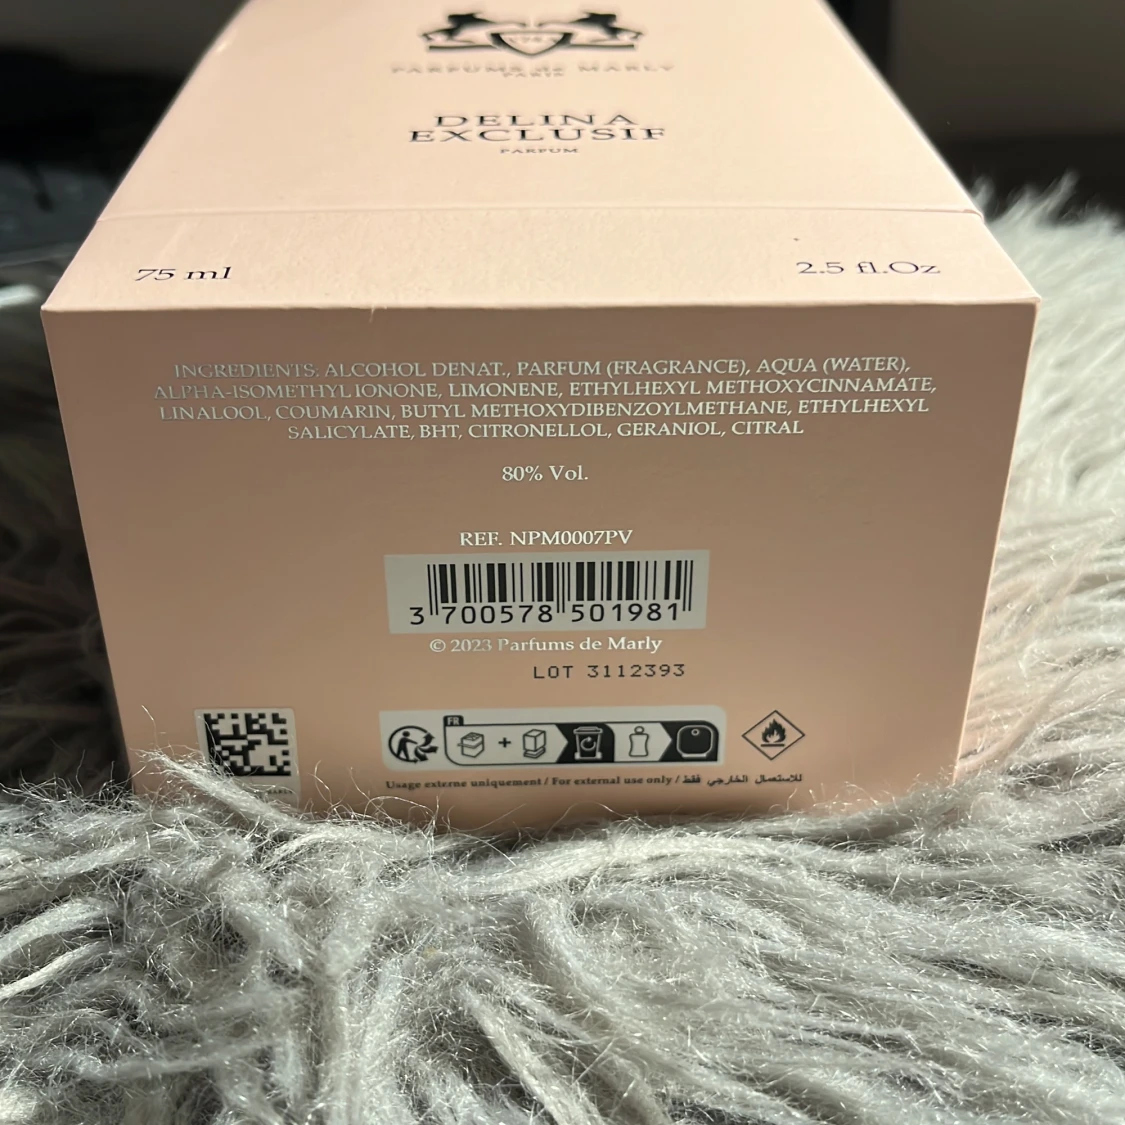 PARFUMS de MARLY
PARIS
DELINA
EXCLUSIF
PARFUM
75 ml
2.5 fl.Oz
INGREDIENTS: ALCOHOL DENAT., PARFUM (FRAGRANCE), AQUA (WATER),
ALPHA-ISOMETHYL IONONE, LIMONENE, ETHYLHEXYL METHOXYCINNAMATE,
LINALOOL, COUMARIN, BUTYL METHOXYDIBENZOYLMETHANE, ETHYLHEXYL
SALICYLATE, BHT, CITRONELLOL, GERANIOL, CITRAL
80% Vol.
REF. NPM0007PV
3 700578 501981
© 2023 Parfums de Marly
LOT 3112393
FR
+
Usage externe uniquement / For external use only / للاستعمال الخارجي فقط